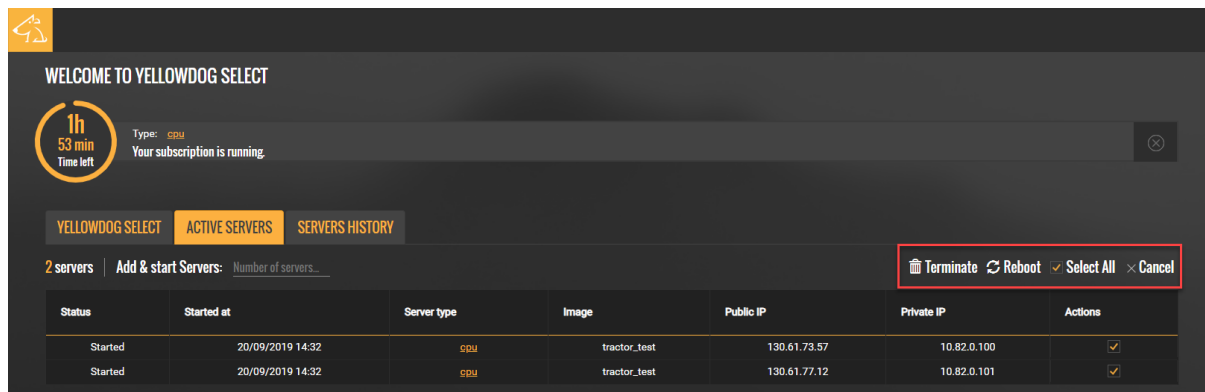 WELCOME TO YELLOWDOG SELECT
1h
53 min
Time left
Type: cpu
Your subscription is running.
YELLOWDOG SELECT ACTIVE SERVERS SERVERS HISTORY
2 servers Add & start Servers: Number of servers... Terminate Reboot Select All Cancel
Status Started at Server type Image Public IP Private IP Actions
Started 20/09/2019 14:32 cpu tractor_test 130.61.73.57 10.82.0.100
Started 20/09/2019 14:32 cpu tractor_test 130.61.77.12 10.82.0.101